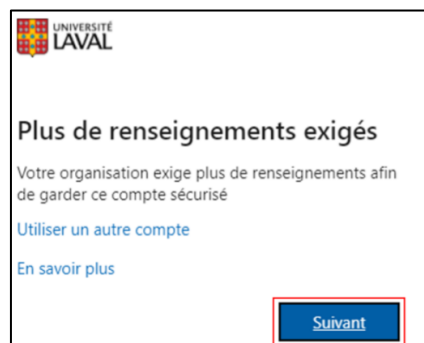 UNIVERSITÉ
LAVAL
Plus de renseignements exigés
Votre organisation exige plus de renseignements afin
de garder ce compte sécurisé
Utiliser un autre compte
En savoir plus
Suivant